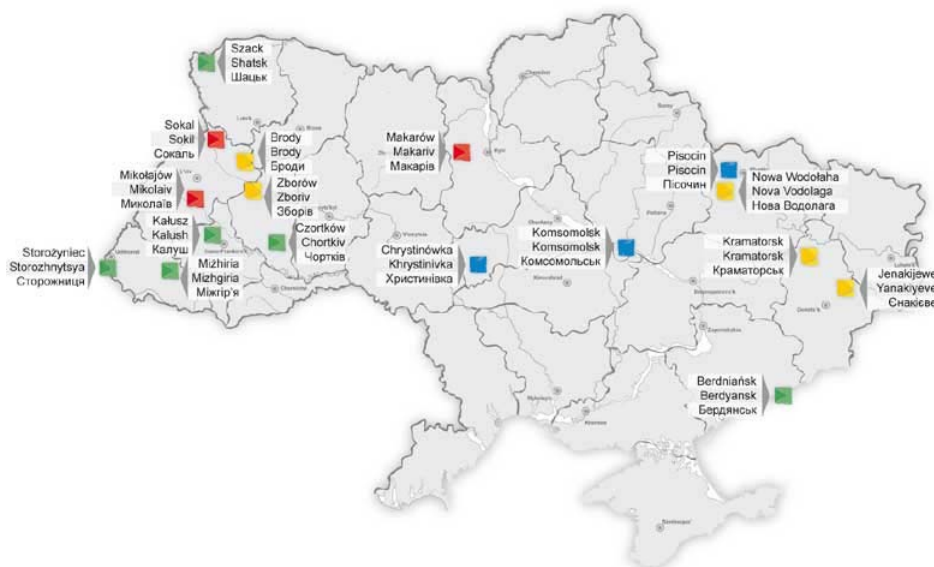 Szack
Shatsk
Шацьк
Sokal
Sokil
Сокаль
Brody
Brody
Броди
Makarów
Makariv
Макарів
Pisocin
Pisocin
Пісочин
Mikołajów
Mikolaiv
Миколаїв
Zborów
Zboriv
Зборів
Nowa Wodołaha
Nova Vodolaga
Нова Водолага
Kałusz
Kalush
Калуш
Czortków
Chortkiv
Чортків
Storożyniec
Storozhnytsya
Сторожниця
Miżhiria
Mizhgiria
Міжгір'я
Chrystinówka
Khrystinivka
Христинівка
Komsomolsk
Komsomolsk
Комсомольськ
Kramatorsk
Kramatorsk
Краматорськ
Jenakijewe
Yanakiyeve
Єнакієве
Berdniańsk
Berdyansk
Бердянськ